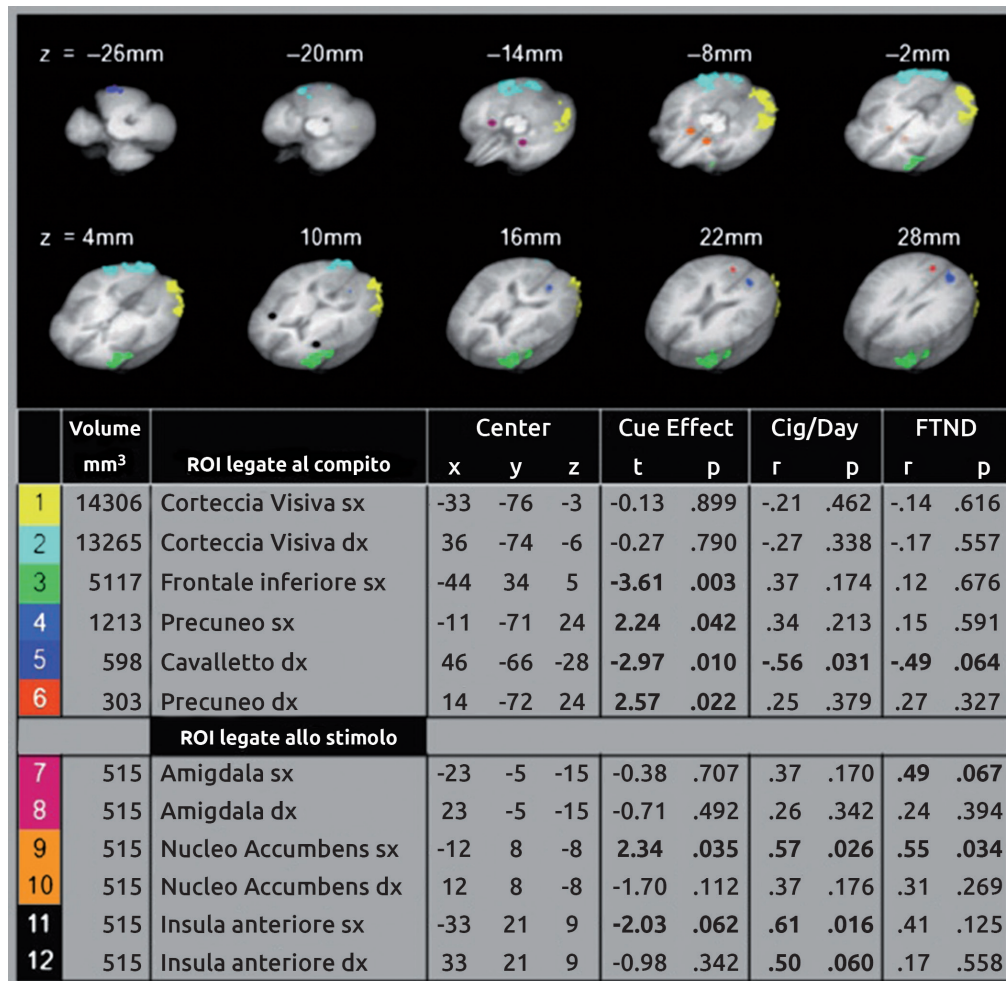 z = –26mm –20mm –14mm –8mm –2mm
z = 4mm 10mm 16mm 22mm 28mm
Volume Center Cue Effect Cig/Day FTND
mm³ ROI legate al compito x y z t p r p r p
1 14306 Corteccia Visiva sx -33 -76 -3 -0.13 .899 -.21 .462 -.14 .616
2 13265 Corteccia Visiva dx 36 -74 -6 -0.27 .790 -.27 .338 -.17 .557
3 5117 Frontale inferiore sx -44 34 5 -3.61 .003 .37 .174 .12 .676
4 1213 Precuneo sx -11 -71 24 2.24 .042 .34 .213 .15 .591
5 598 Cavalletto dx 46 -66 -28 -2.97 .010 -.56 .031 -.49 .064
6 303 Precuneo dx 14 -72 24 2.57 .022 .25 .379 .27 .327
ROI legate allo stimolo
7 515 Amigdala sx -23 -5 -15 -0.38 .707 .37 .170 .49 .067
8 515 Amigdala dx 23 -5 -15 -0.71 .492 .26 .342 .24 .394
9 515 Nucleo Accumbens sx -12 8 -8 2.34 .035 .57 .026 .55 .034
10 515 Nucleo Accumbens dx 12 8 -8 -1.70 .112 .37 .176 .31 .269
11 515 Insula anteriore sx -33 21 9 -2.03 .062 .61 .016 .41 .125
12 515 Insula anteriore dx 33 21 9 -0.98 .342 .50 .060 .17 .558